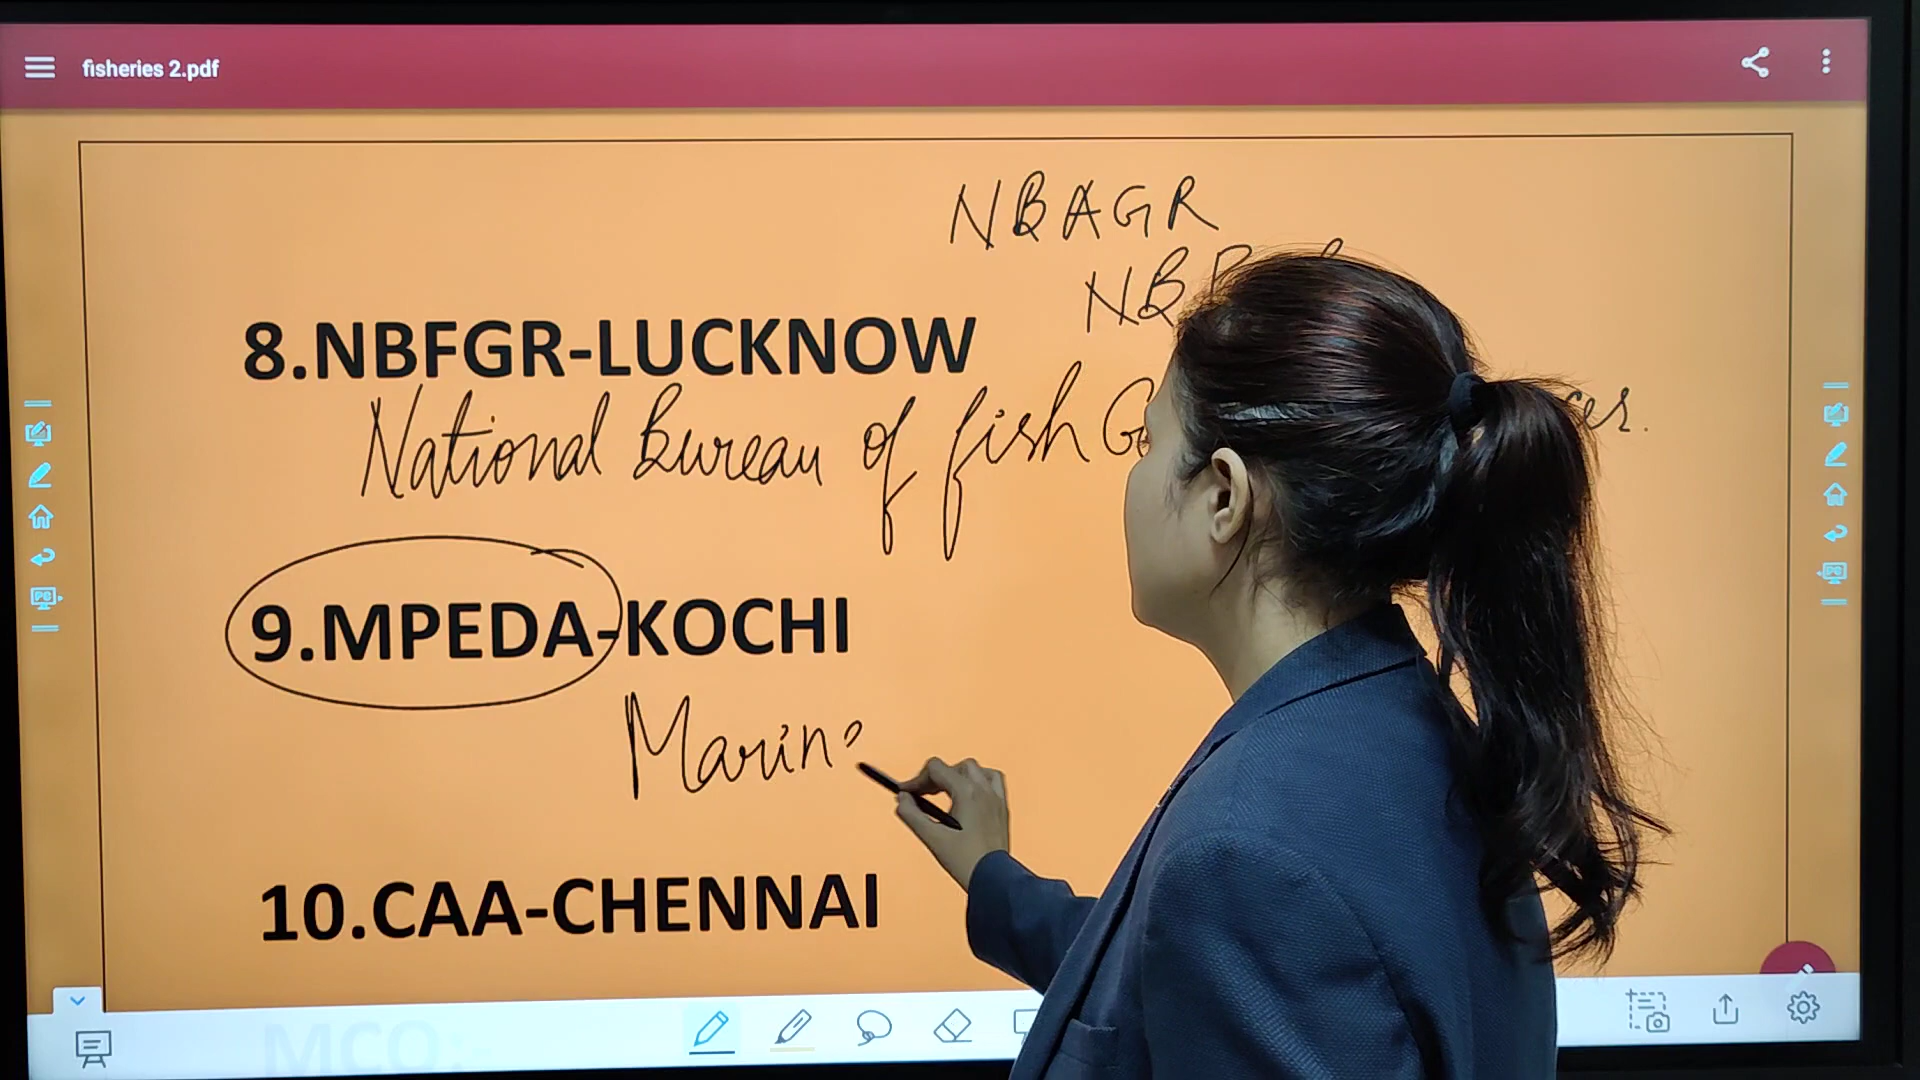 fisheries 2.pdf
NBAGR
NB
8.NBFGR-LUCKNOW
National Bureau of fish
9.MPEDA-KOCHI
Marine
10.CAA-CHENNAI
MCQ:-